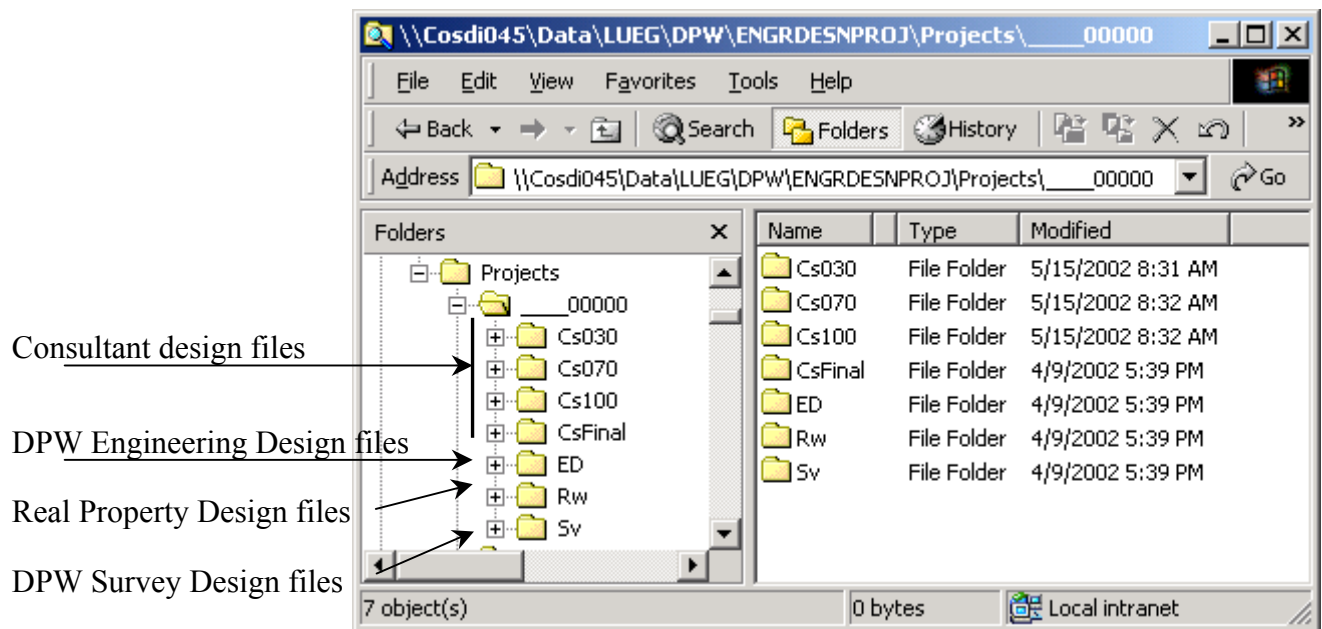 \\Cosdi045\Data\LUEG\DPW\ENGRDESNPROJ\Projects\____00000
File Edit View Favorites Tools Help
Back Search Folders History »
Address \\Cosdi045\Data\LUEG\DPW\ENGRDESNPROJ\Projects\____00000 Go
Folders
Name Type Modified
Projects
____00000
Cs030
Cs070
Cs100
CsFinal
ED
Rw
Sv
Cs030 File Folder 5/15/2002 8:31 AM
Cs070 File Folder 5/15/2002 8:32 AM
Cs100 File Folder 5/15/2002 8:32 AM
CsFinal File Folder 4/9/2002 5:39 PM
ED File Folder 4/9/2002 5:39 PM
Rw File Folder 4/9/2002 5:39 PM
Sv File Folder 4/9/2002 5:39 PM
Consultant design files
DPW Engineering Design files
Real Property Design files
DPW Survey Design files
7 object(s) 0 bytes Local intranet